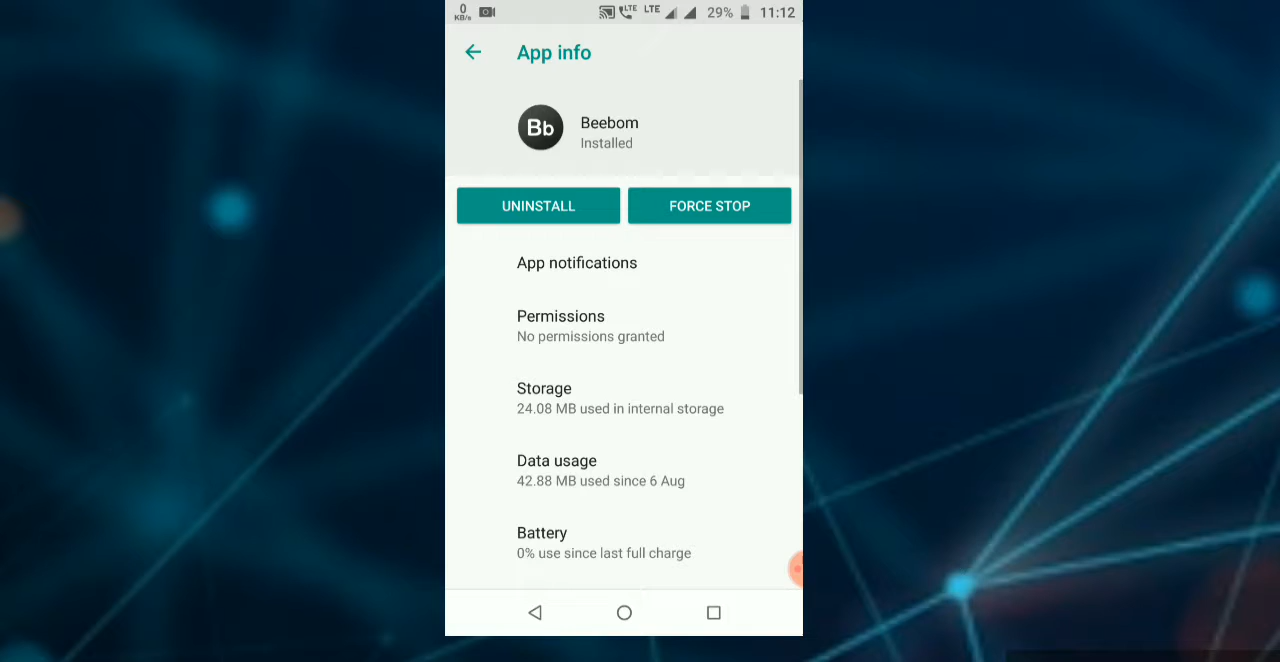 0
KB/s
LTE LTE 29% 11:12
App info
Bb
Beebom
Installed
UNINSTALL FORCE STOP
App notifications
Permissions
No permissions granted
Storage
24.08 MB used in internal storage
Data usage
42.88 MB used since 6 Aug
Battery
0% use since last full charge